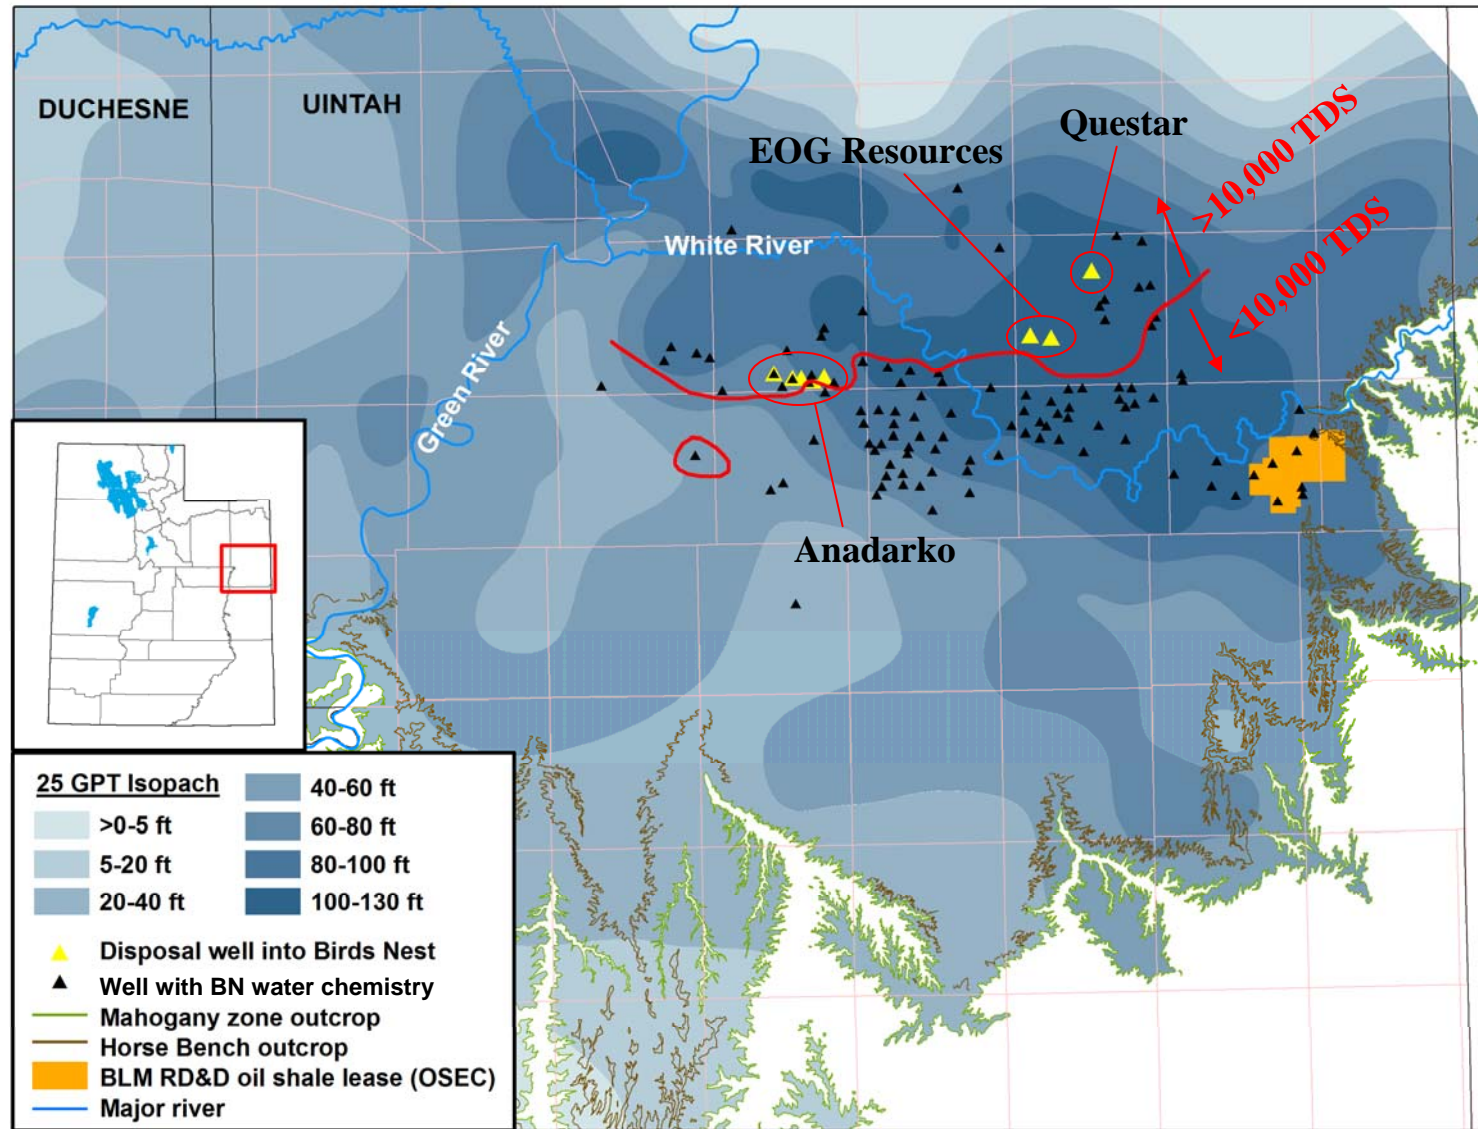 DUCHESNE
UINTAH
Questar
EOG Resources
>10,000 TDS
<10,000 TDS
White River
Green River
Anadarko
25 GPT Isopach
>0-5 ft
5-20 ft
20-40 ft
40-60 ft
60-80 ft
80-100 ft
100-130 ft
Disposal well into Birds Nest
Well with BN water chemistry
Mahogany zone outcrop
Horse Bench outcrop
BLM RD&D oil shale lease (OSEC)
Major river